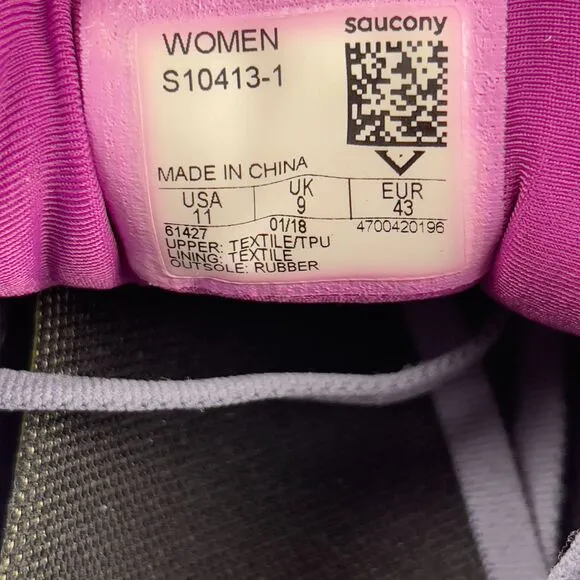 saucony
WOMEN
S10413-1
MADE IN CHINA
USA UK EUR
11 9 43
61427 01/18 4700420196
UPPER: TEXTILE/TPU
LINING: TEXTILE
OUTSOLE: RUBBER